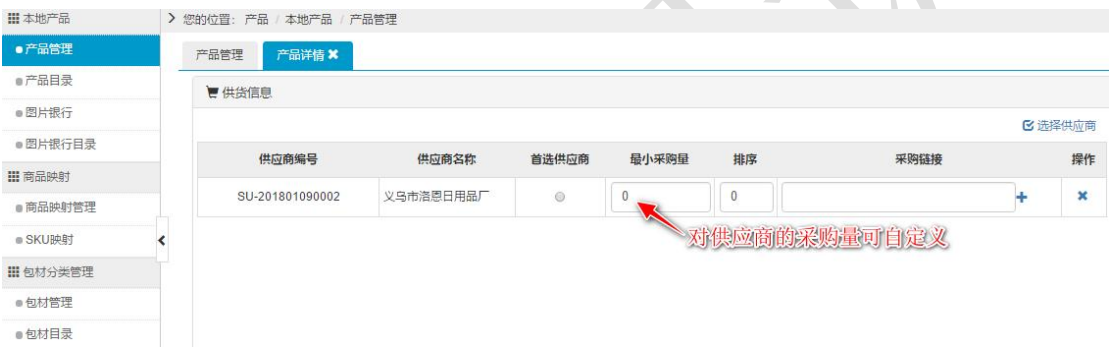 本地产品
产品管理
产品目录
图片银行
图片银行目录
商品映射
商品映射管理
SKU映射
包材分类管理
包材管理
包材目录
您的位置: 产品 / 本地产品 / 产品管理
产品管理 产品详情
供货信息
选择供应商
供应商编号 供应商名称 首选供应商 最小采购量 排序 采购链接 操作
SU-201801090002 义乌市洛恩日用品厂 0 0
对供应商的采购量可自定义